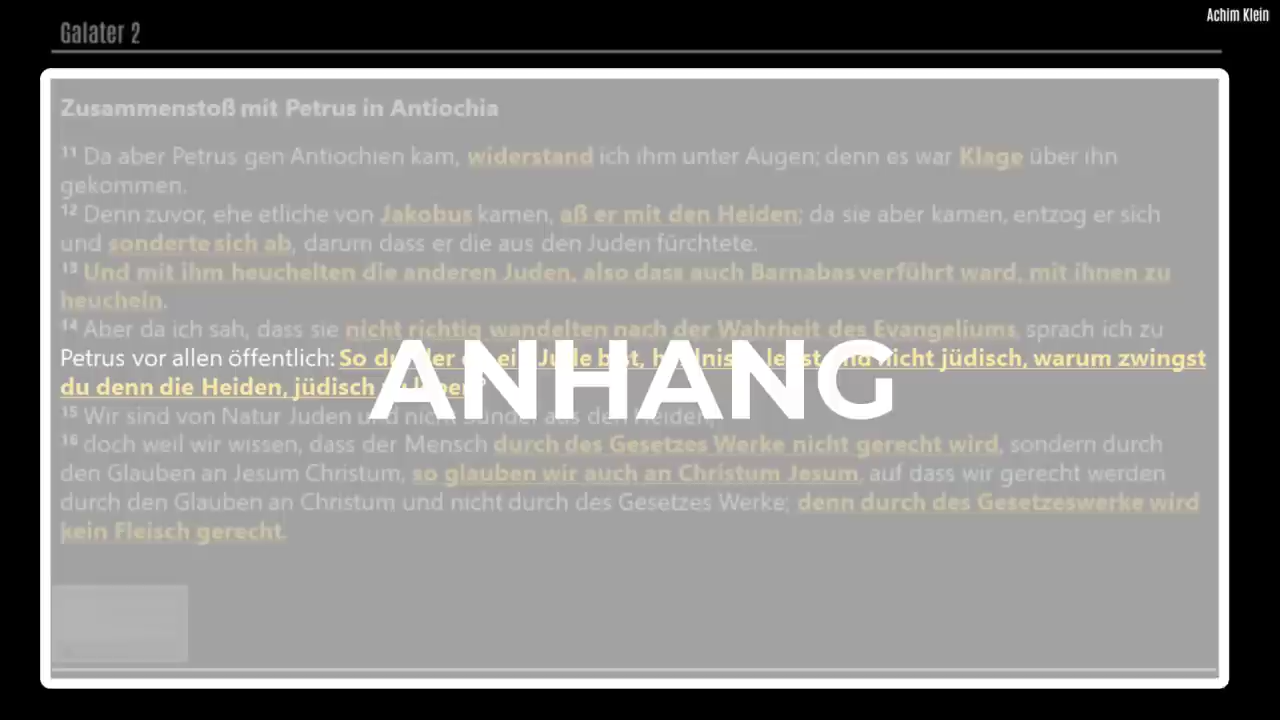 Achim Klein
Galater 2
Zusammenstoß mit Petrus in Antiochia
11 Da aber Petrus gen Antiochien kam, widerstand ich ihm unter Augen; denn es war Klage über ihn
gekommen.
12 Denn zuvor, ehe etliche von Jakobus kamen, aß er mit den Heiden; da sie aber kamen, entzog er sich
und sonderte sich ab, darum dass er die aus den Juden fürchtete.
13 Und mit ihm heuchelten die anderen Juden, also dass auch Barnabas verführt ward, mit ihnen zu
heucheln.
14 Aber da ich sah, dass sie nicht richtig wandelten nach der Wahrheit des Evangeliums, sprach ich zu
Petrus vor allen öffentlich: So du, der du ein Jude bist, heidnisch lebst und nicht jüdisch, warum zwingst
du denn die Heiden, jüdisch zu leben?
ANHANG
15 Wir sind von Natur Juden und nicht Sünder aus den Heiden;
16 doch weil wir wissen, dass der Mensch durch des Gesetzes Werke nicht gerecht wird, sondern durch
den Glauben an Jesum Christum, so glauben wir auch an Christum Jesum, auf dass wir gerecht werden
durch den Glauben an Christum und nicht durch des Gesetzes Werke; denn durch des Gesetzeswerke wird
kein Fleisch gerecht.